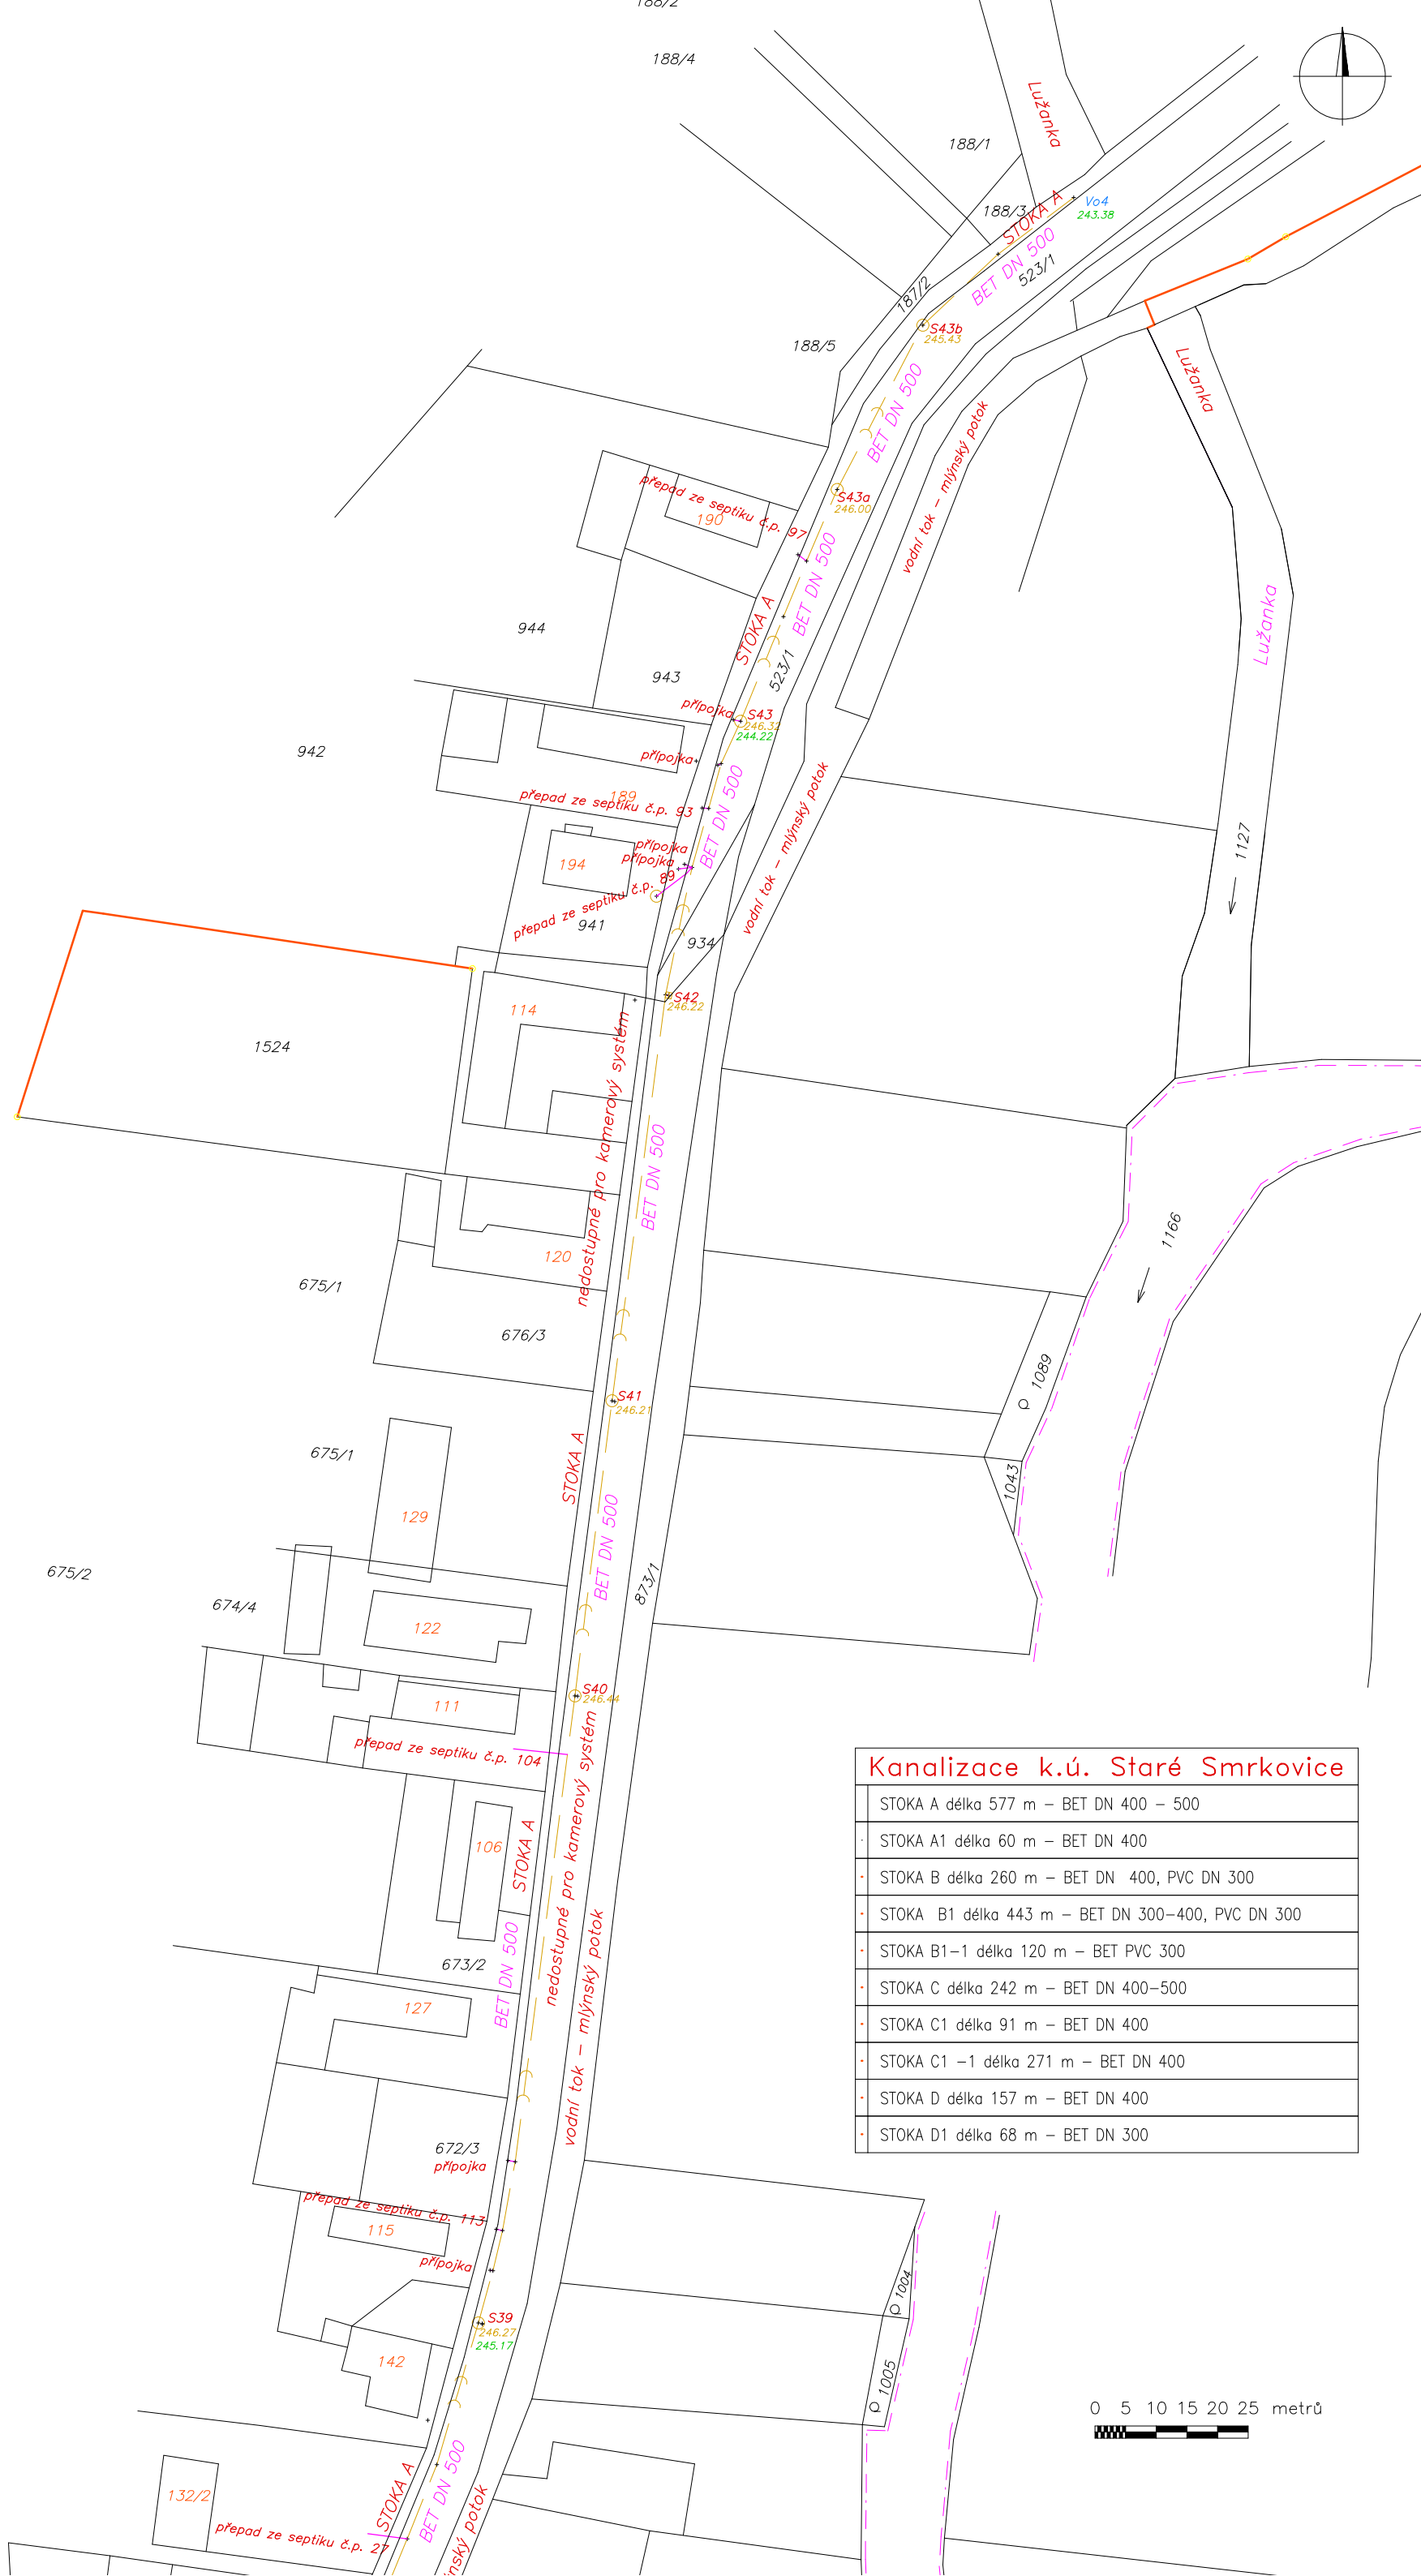 188/2
188/4
Lužanka
188/1
188/3
STOKA A
Vo4
243.38
BET DN 500
523/1
187/2
S43b
245.43
188/5
Lužanka
BET DN 500
vodní tok – mlýnský potok
přepad ze septiku č.p. 97
190
S43a
246.00
BET DN 500
STOKA A
944
Lužanka
523/1
943
přípojka
S43
246.32
244.22
942
přípojka
189
přepad ze septiku č.p. 93
BET DN 500
vodní tok – mlýnský potok
1127
přípojka
přípojka
194
přepad ze septiku č.p. 89
941
934
S42
246.22
114
1524
nedostupné pro kamerový systém
BET DN 500
120
1166
675/1
676/3
1089
S41
246.21
675/1
STOKA A
1043
129
BET DN 500
675/2
873/1
674/4
122
S40
246.44
111
přepad ze septiku č.p. 104
nedostupné pro kamerový systém
Kanalizace k.ú. Staré Smrkovice
STOKA A délka 577 m – BET DN 400 – 500
STOKA A1 délka 60 m – BET DN 400
STOKA B délka 260 m – BET DN 400, PVC DN 300
STOKA B1 délka 443 m – BET DN 300–400, PVC DN 300
STOKA B1–1 délka 120 m – BET PVC 300
STOKA C délka 242 m – BET DN 400–500
STOKA C1 délka 91 m – BET DN 400
STOKA C1 –1 délka 271 m – BET DN 400
STOKA D délka 157 m – BET DN 400
STOKA D1 délka 68 m – BET DN 300
106
STOKA A
BET DN 500
673/2
vodní tok – mlýnský potok
127
672/3
přípojka
přepad ze septiku č.p. 113
115
přípojka
1004
S39
246.27
245.17
142
1005
0 5 10 15 20 25 metrů
STOKA A
BET DN 500
132/2
přepad ze septiku č.p. 27
nský potok